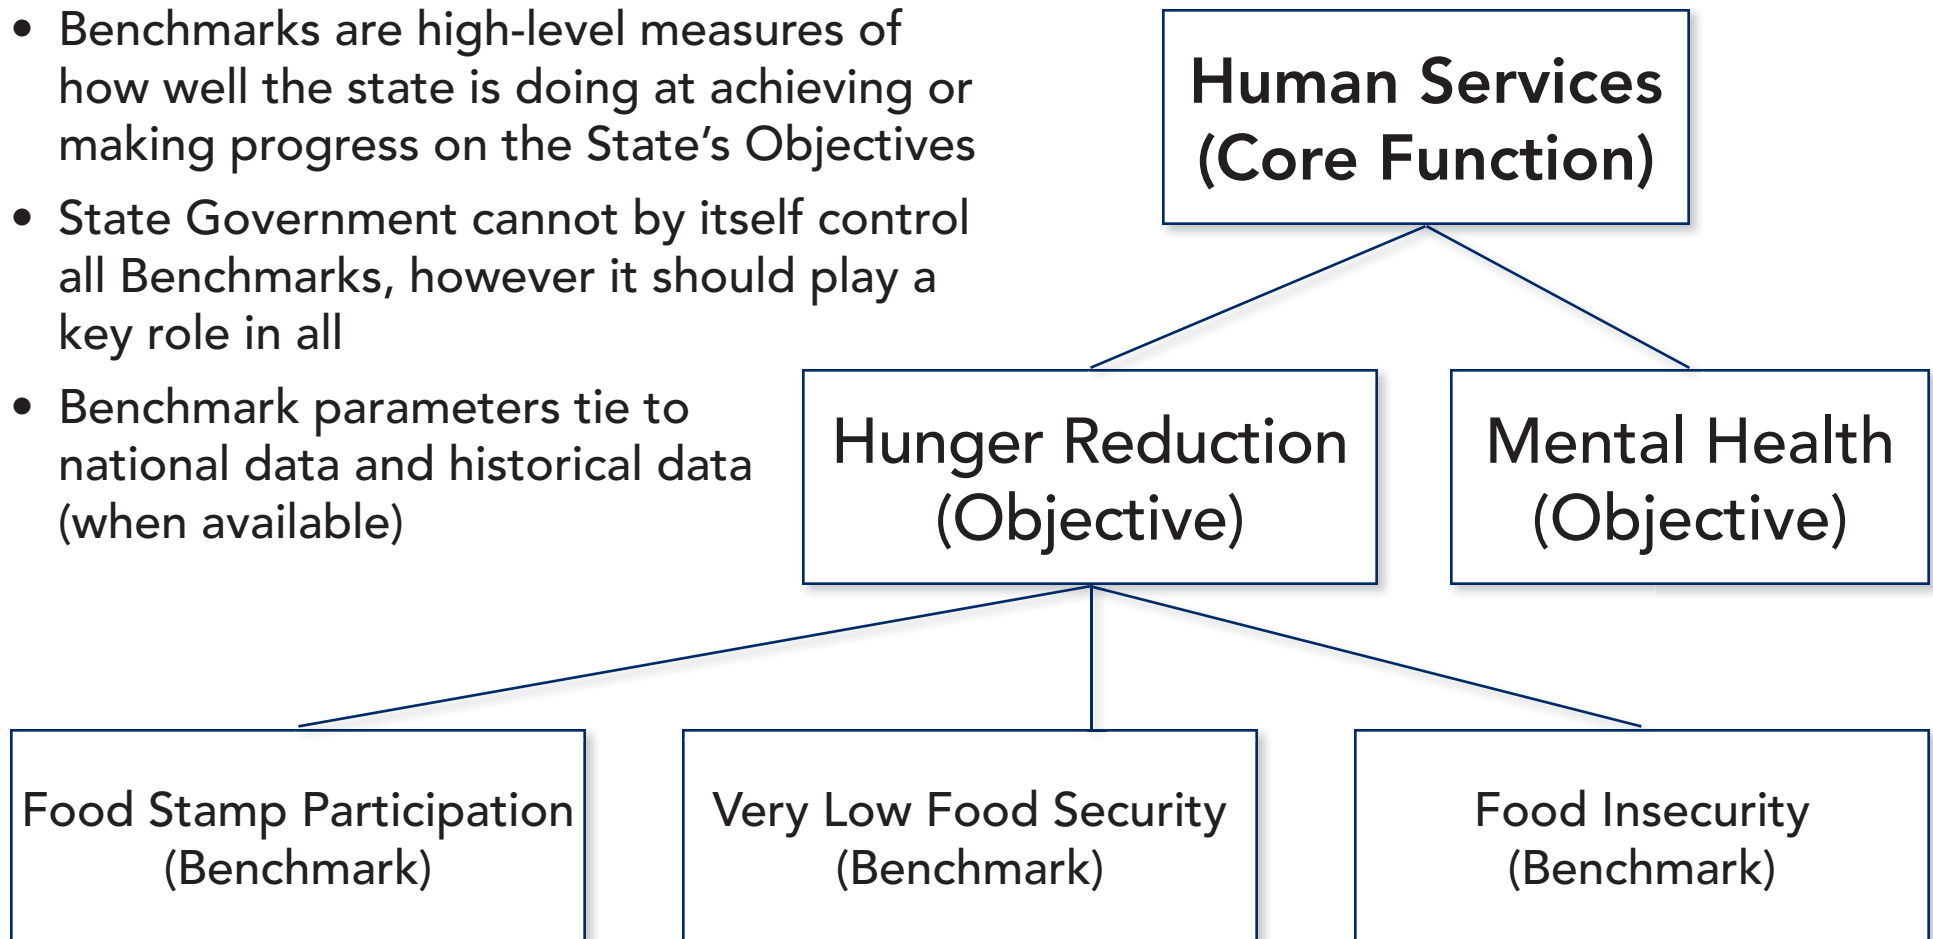 • Benchmarks are high-level measures of
how well the state is doing at achieving or
making progress on the State’s Objectives
• State Government cannot by itself control
all Benchmarks, however it should play a
key role in all
• Benchmark parameters tie to
national data and historical data
(when available)
Human Services
(Core Function)
Hunger Reduction
(Objective)
Mental Health
(Objective)
Food Stamp Participation
(Benchmark)
Very Low Food Security
(Benchmark)
Food Insecurity
(Benchmark)